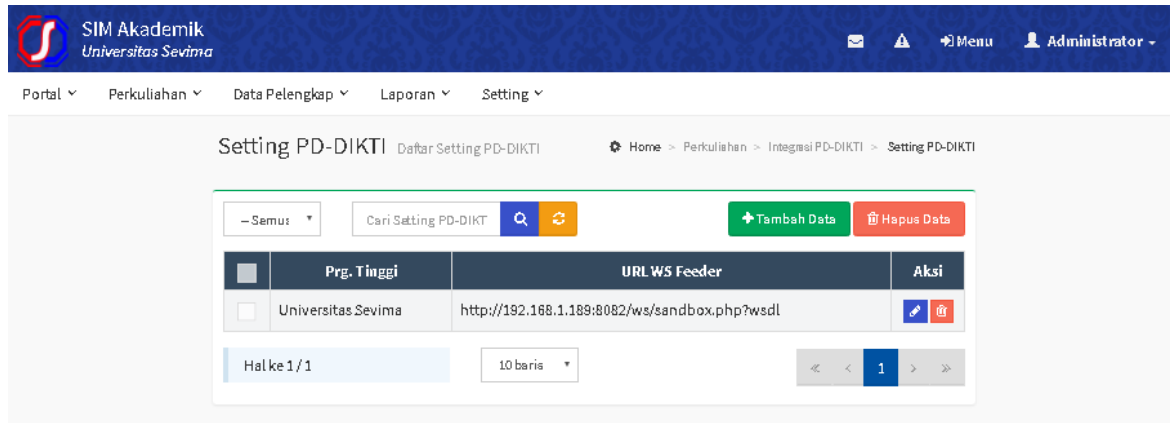 SIM Akademik
Universitas Sevima
Menu Administrator
Portal Perkuliahan Data Pelengkap Laporan Setting
Setting PD-DIKTI Daftar Setting PD-DIKTI Home > Perkuliahan > Integrasi PD-DIKTI > Setting PD-DIKTI
-- Semua Cari Setting PD-DIKT Tambah Data Hapus Data
Prg. Tinggi URL WS Feeder Aksi
Universitas Sevima http://192.168.1.189:8082/ws/sandbox.php?wsdl
Hal ke 1 / 1 10 baris « < 1 > »